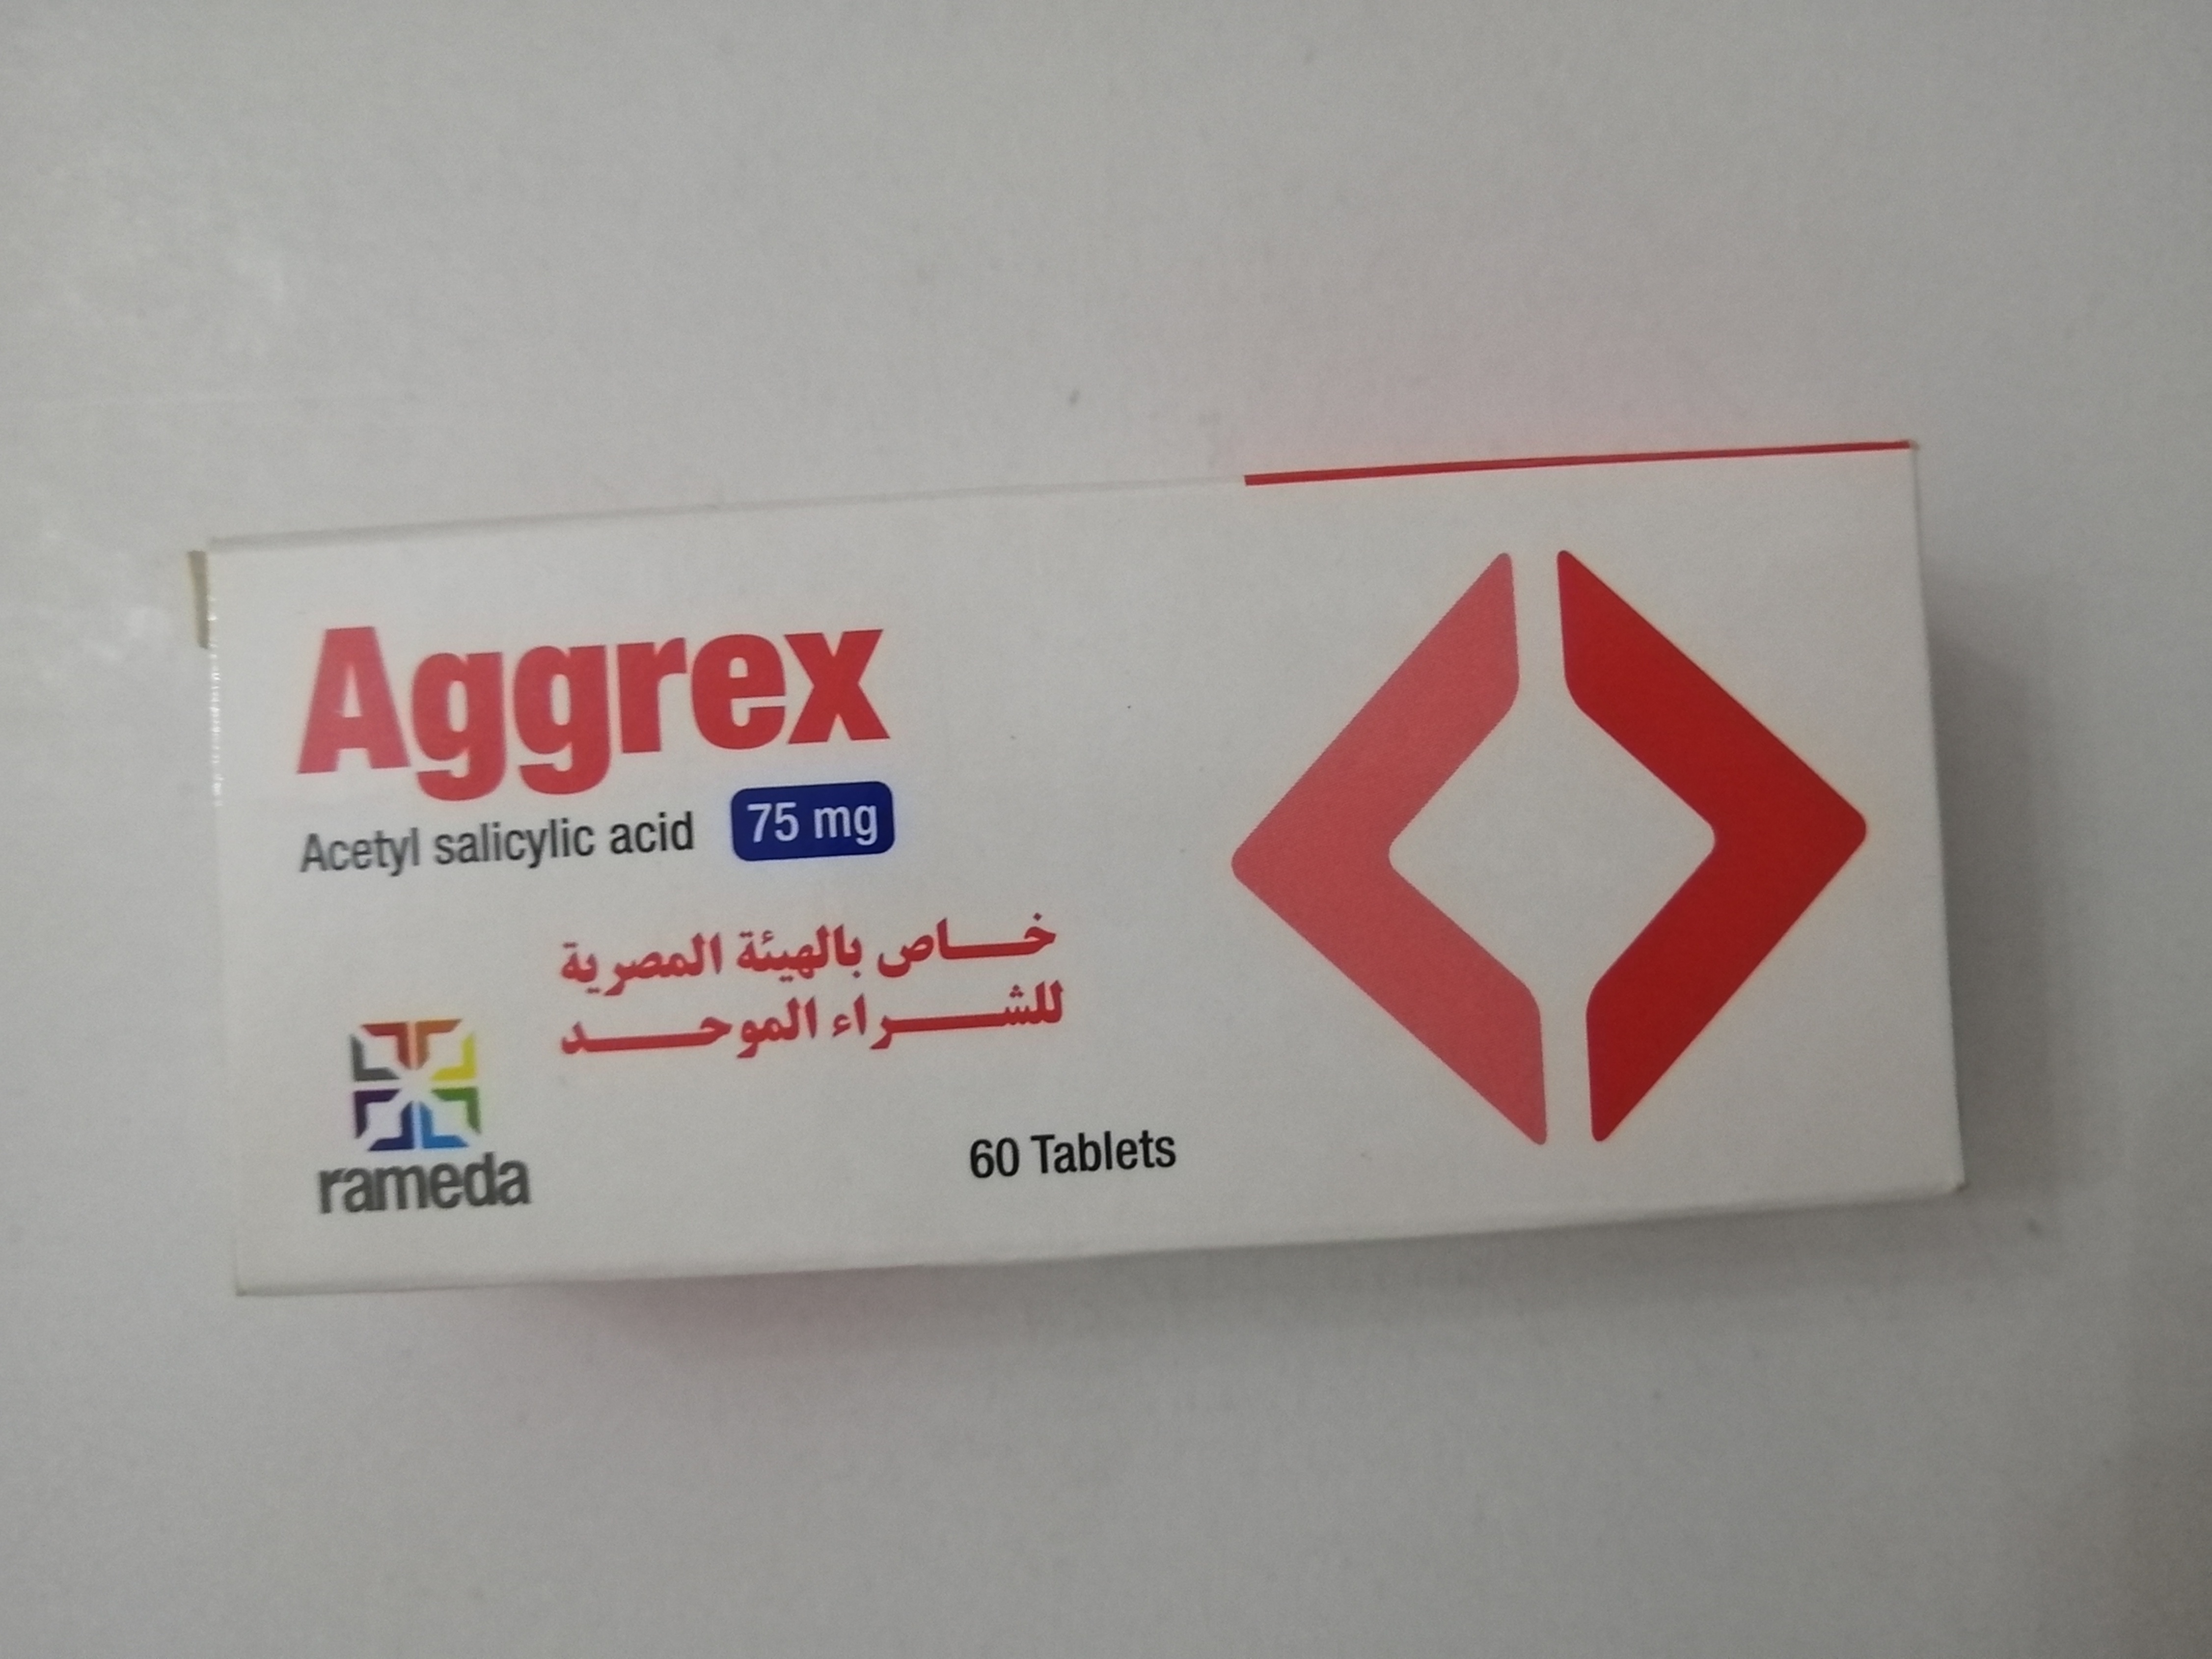 Aggrex
Acetyl salicylic acid 75 mg
خاص بالهيئة المصرية
للشراء الموحد
rameda
60 Tablets